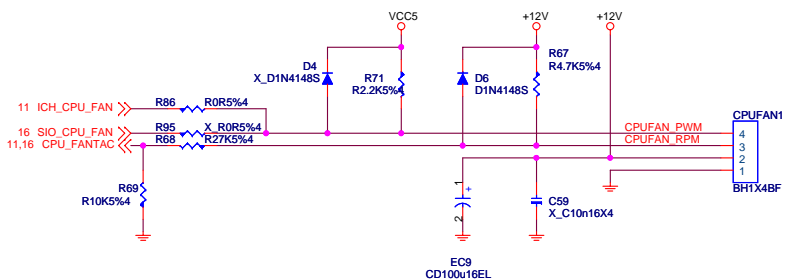 VCC5
+12V
+12V
D4
X_D1N4148S
R71
R2.2K5%4
D6
D1N4148S
R67
R4.7K5%4
11 ICH_CPU_FAN
R86
R0R5%4
16 SIO_CPU_FAN
R95
X_R0R5%4
11,16 CPU_FANTAC
R68
R27K5%4
CPUFAN_PWM
CPUFAN_RPM
CPUFAN1
4
3
2
1
BH1X4BF
R69
R10K5%4
1
+
2
EC9
CD100u16EL
C59
X_C10n16X4